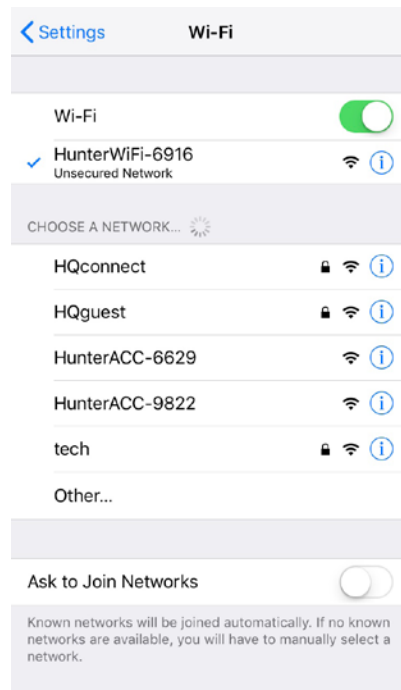 Settings
Wi-Fi
Wi-Fi
HunterWiFi-6916
Unsecured Network
CHOOSE A NETWORK...
HQconnect
HQguest
HunterACC-6629
HunterACC-9822
tech
Other...
Ask to Join Networks
Known networks will be joined automatically. If no known
networks are available, you will have to manually select a
network.